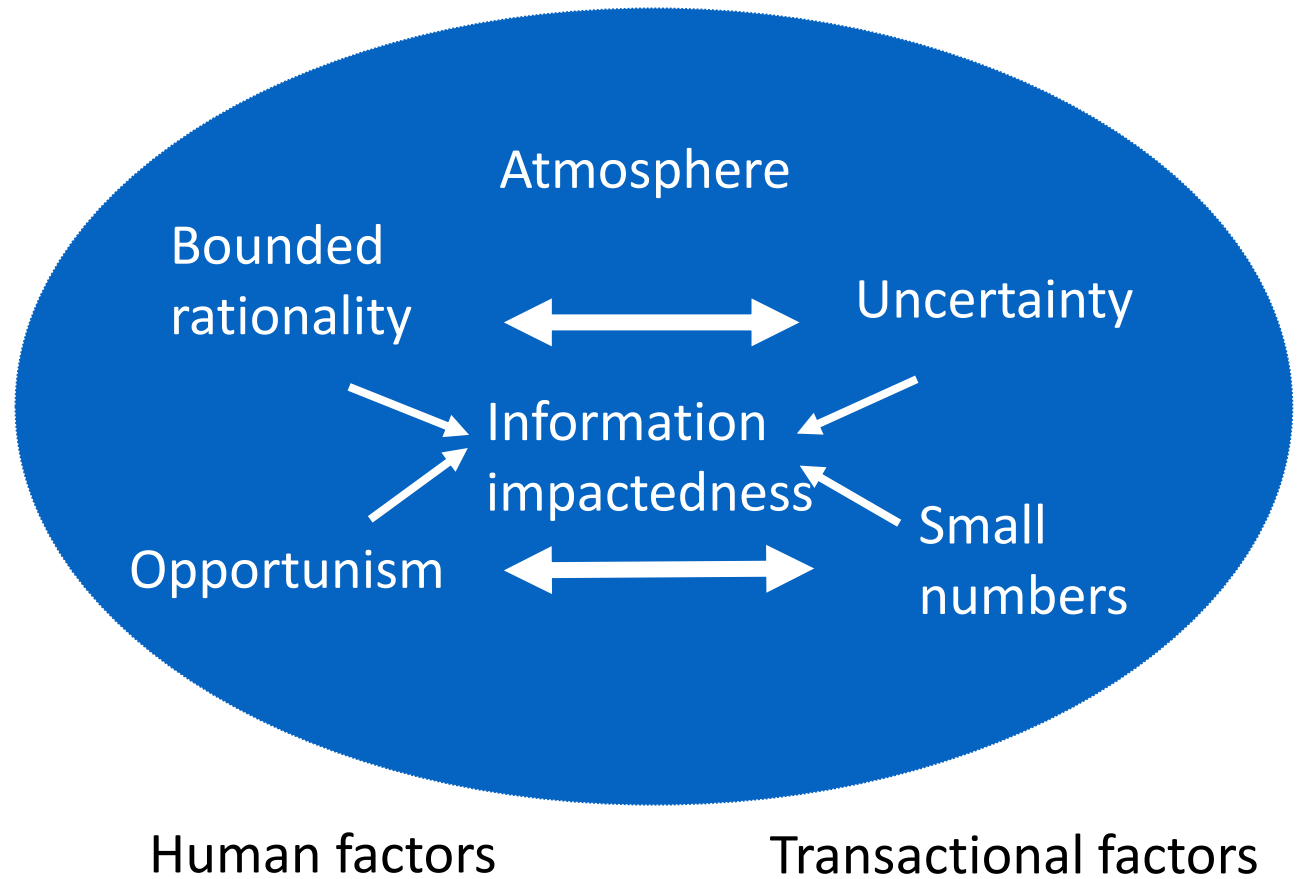 Atmosphere
Bounded
rationality
Uncertainty
Information
impactedness
Opportunism
Small
numbers
Human factors
Transactional factors